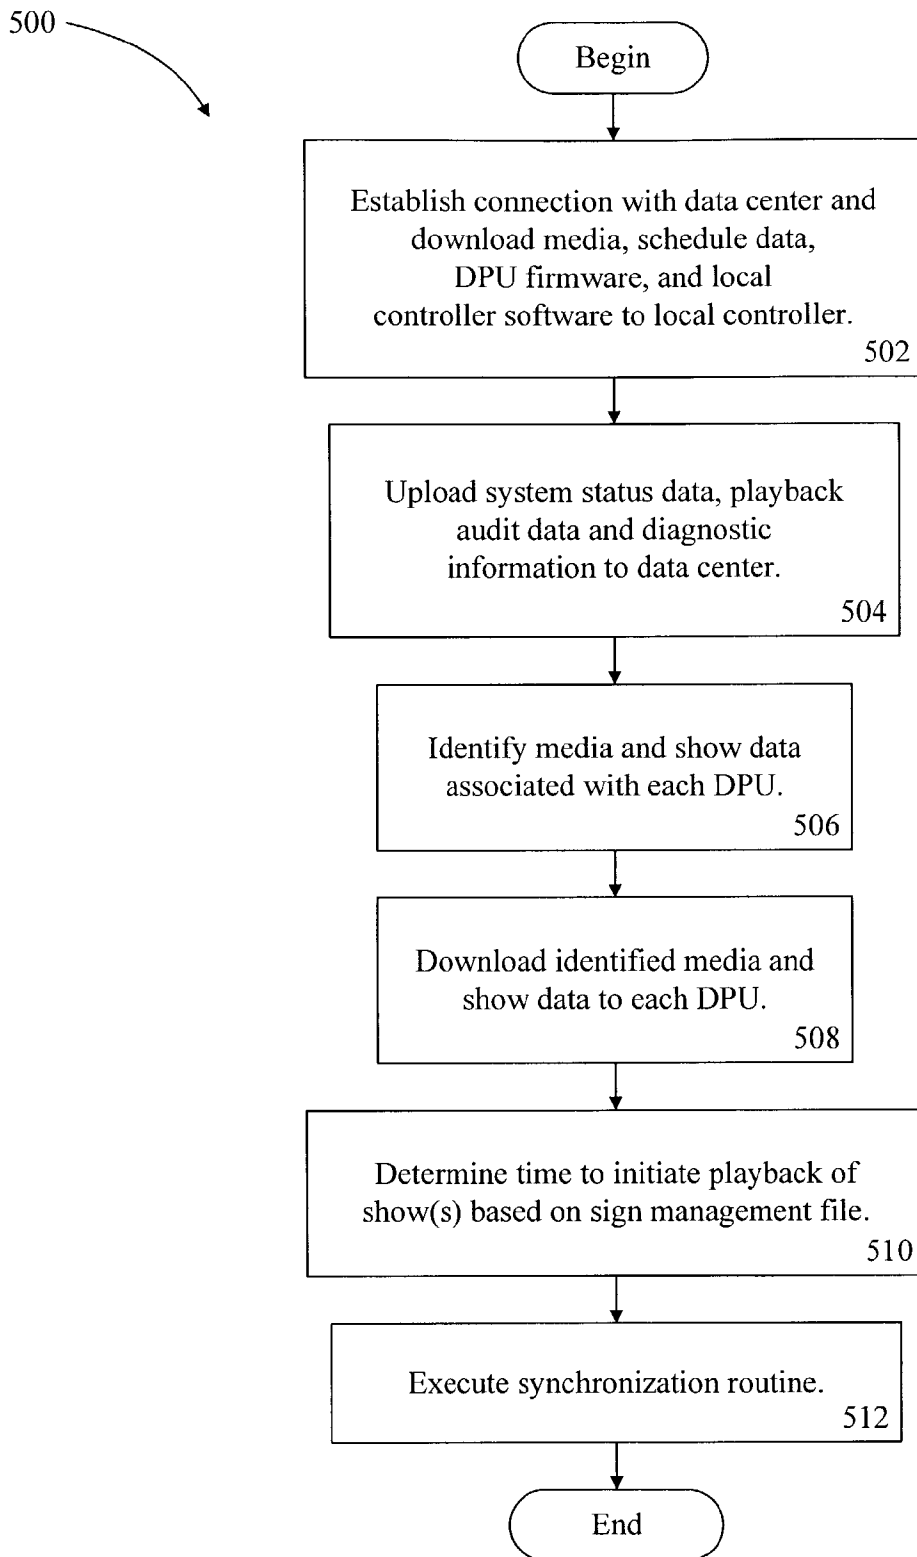 500
Begin
Establish connection with data center and
download media, schedule data,
DPU firmware, and local
controller software to local controller.
502
Upload system status data, playback
audit data and diagnostic
information to data center.
504
Identify media and show data
associated with each DPU.
506
Download identified media and
show data to each DPU.
508
Determine time to initiate playback of
show(s) based on sign management file.
510
Execute synchronization routine.
512
End